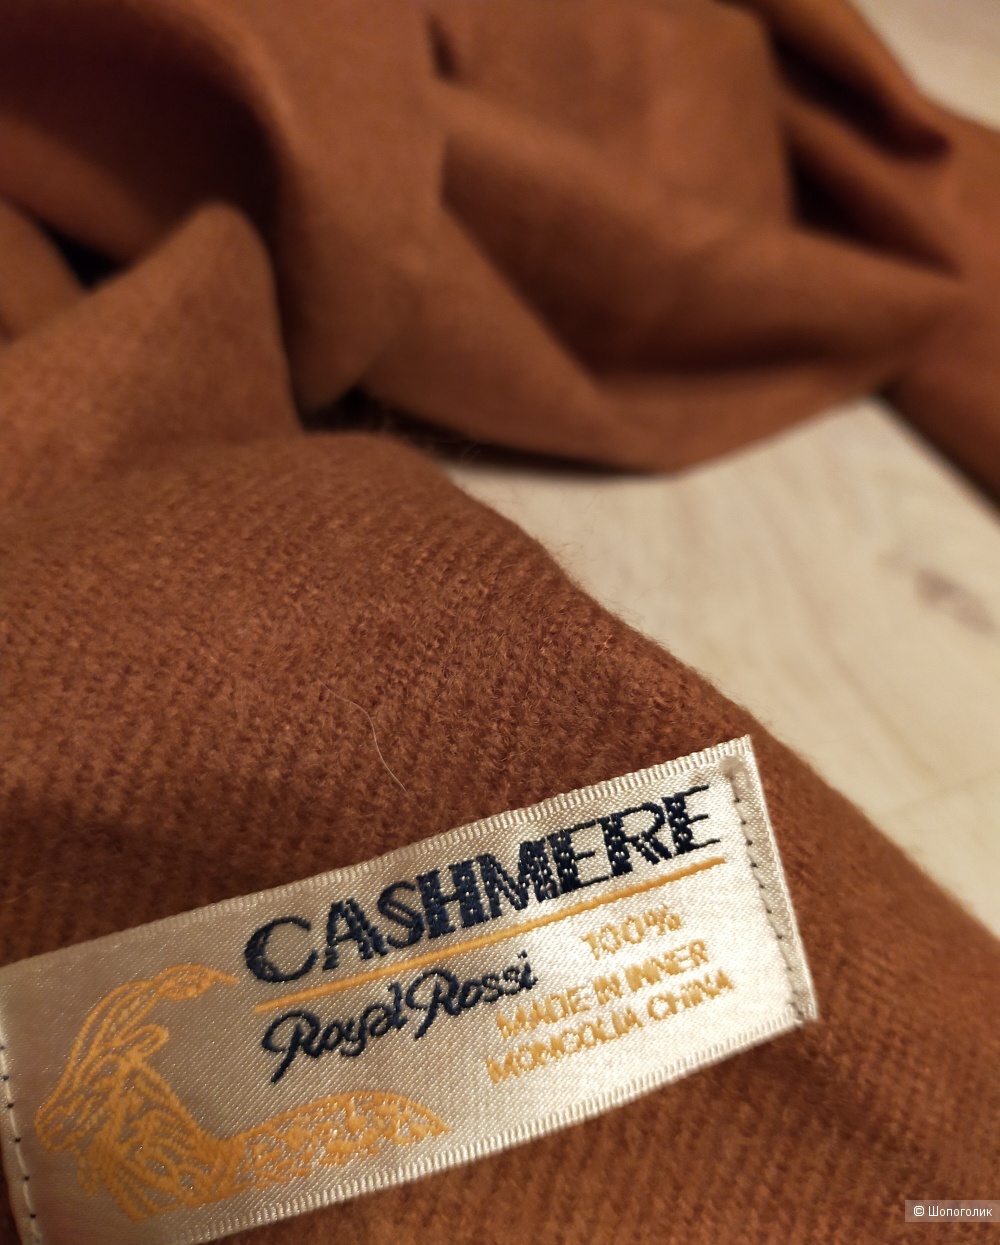 CASHMERE
Royal Rossi
100%
MADE IN INNER
MONGOLIA CHINA
© Шопоголик